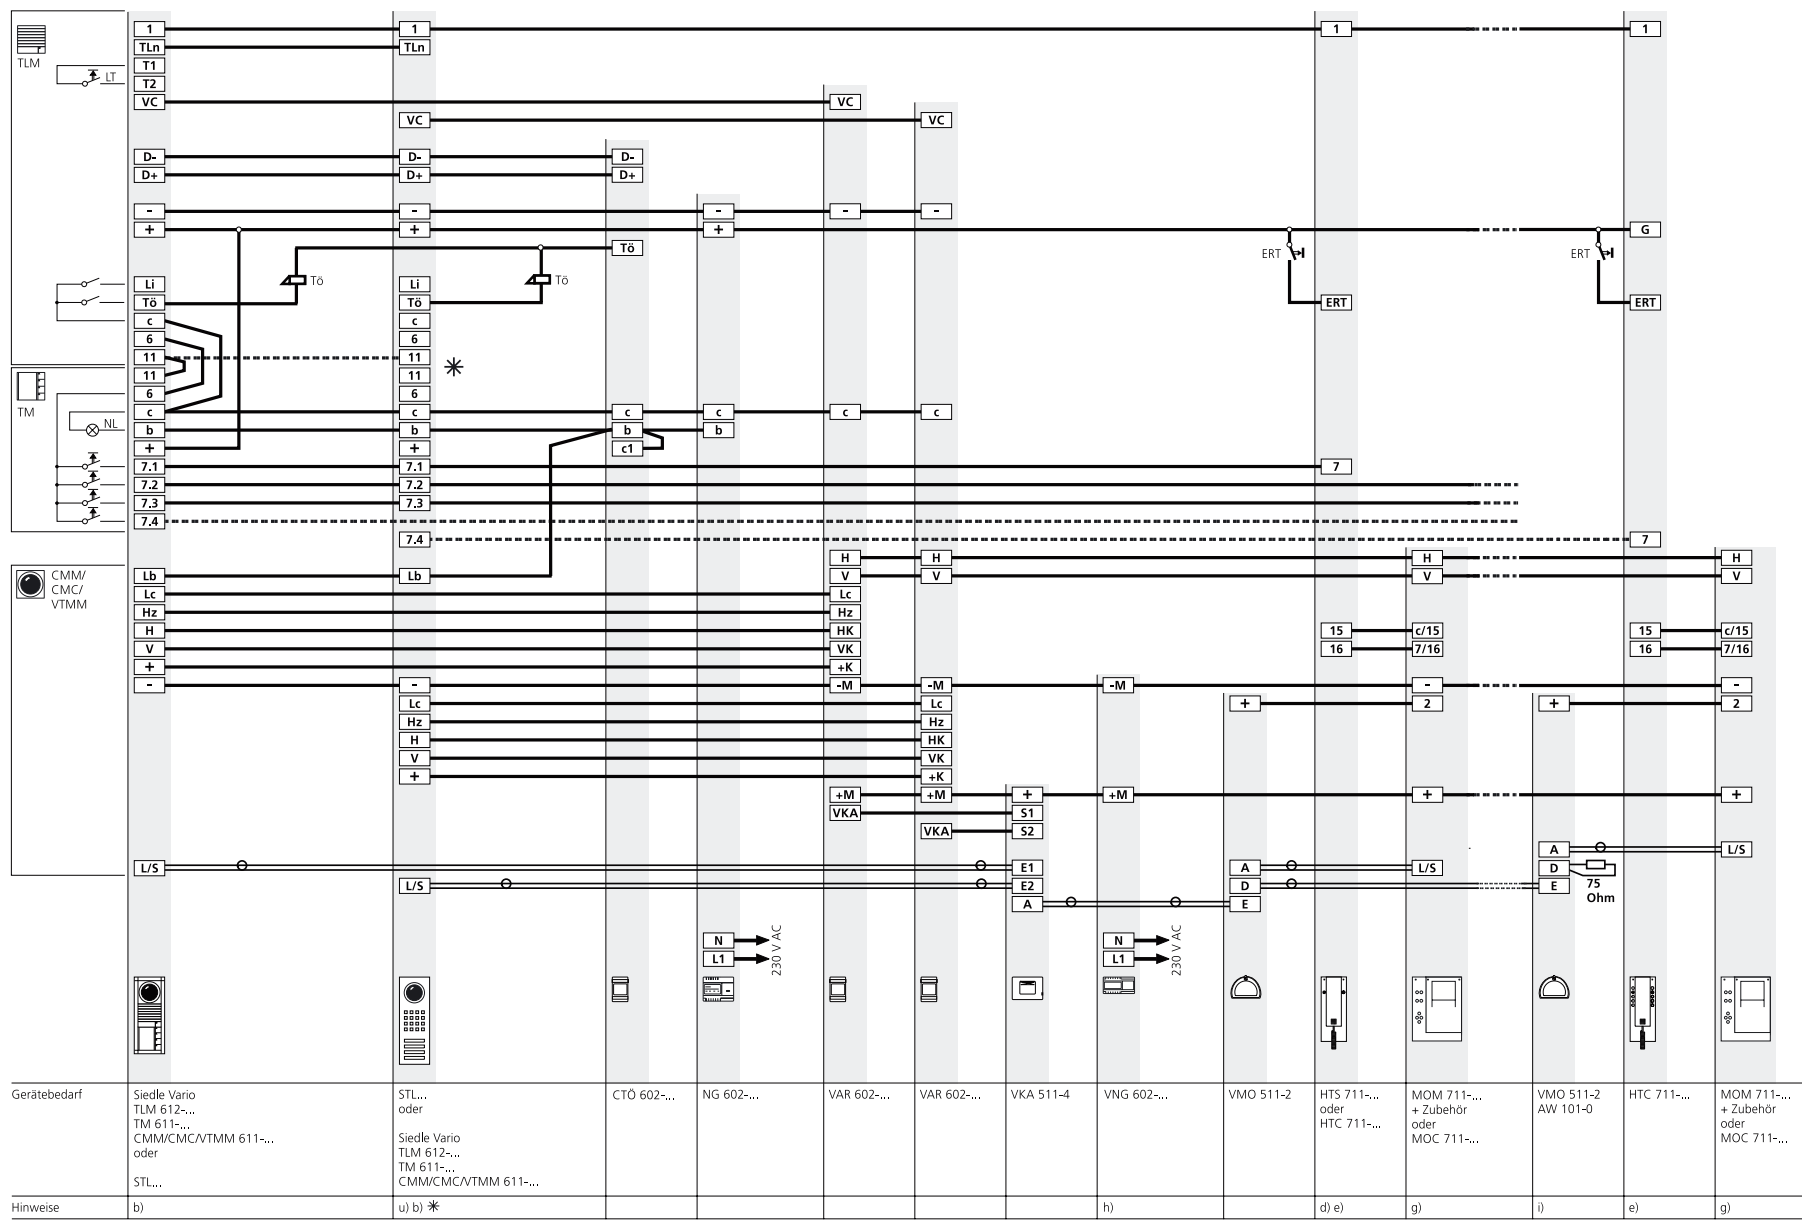 1 1 1 1
TLM
TLn TLn
T1
LT
T2
VC VC
VC VC
D- D- D-
D+ D+ D+
- - - - -
+ + + G
Tö
ERT ERT
Tö Tö
Li Li
Tö Tö ERT ERT
c c
6 6
11 11
✳
11 11
6 6
TM
c c c c c c
NL
b b b b
+ + c1
7.1 7.1 7
7.2 7.2
7.3 7.3
7.4
7.4 7
H H H H
CMM/
CMC/
VTMM
Lb Lb V V V V
Lc Lc
Hz Hz
H HK 15 c/15 15 c/15
V VK 16 7/16 16 7/16
+ +K
- - -M -M -M - -
Lc Lc + 2 + 2
Hz Hz
H HK
V VK
+ +K
+M +M + +M + +
VKA S1
VKA S2
A L/S
L/S E1 A L/S D
L/S E2 D E
75
Ohm
A E
N N
L1 L1
230 V AC 230 V AC
Gerätebedarf
Siedle Vario
TLM 612-...
TM 611-...
CMM/CMC/VTMM 611-...
oder
STL...
STL...
oder
Siedle Vario
TLM 612-...
TM 611-...
CMM/CMC/VTMM 611-...
CTÖ 602-...
NG 602-...
VAR 602-...
VAR 602-...
VKA 511-4
VNG 602-...
VMO 511-2
HTS 711-...
oder
HTC 711-...
MOM 711-...
+ Zubehör
oder
MOC 711-...
VMO 511-2
AW 101-0
HTC 711-...
MOM 711-...
+ Zubehör
oder
MOC 711-...
Hinweise b) u) b) ✳ h) d) e) g) i) e) g)